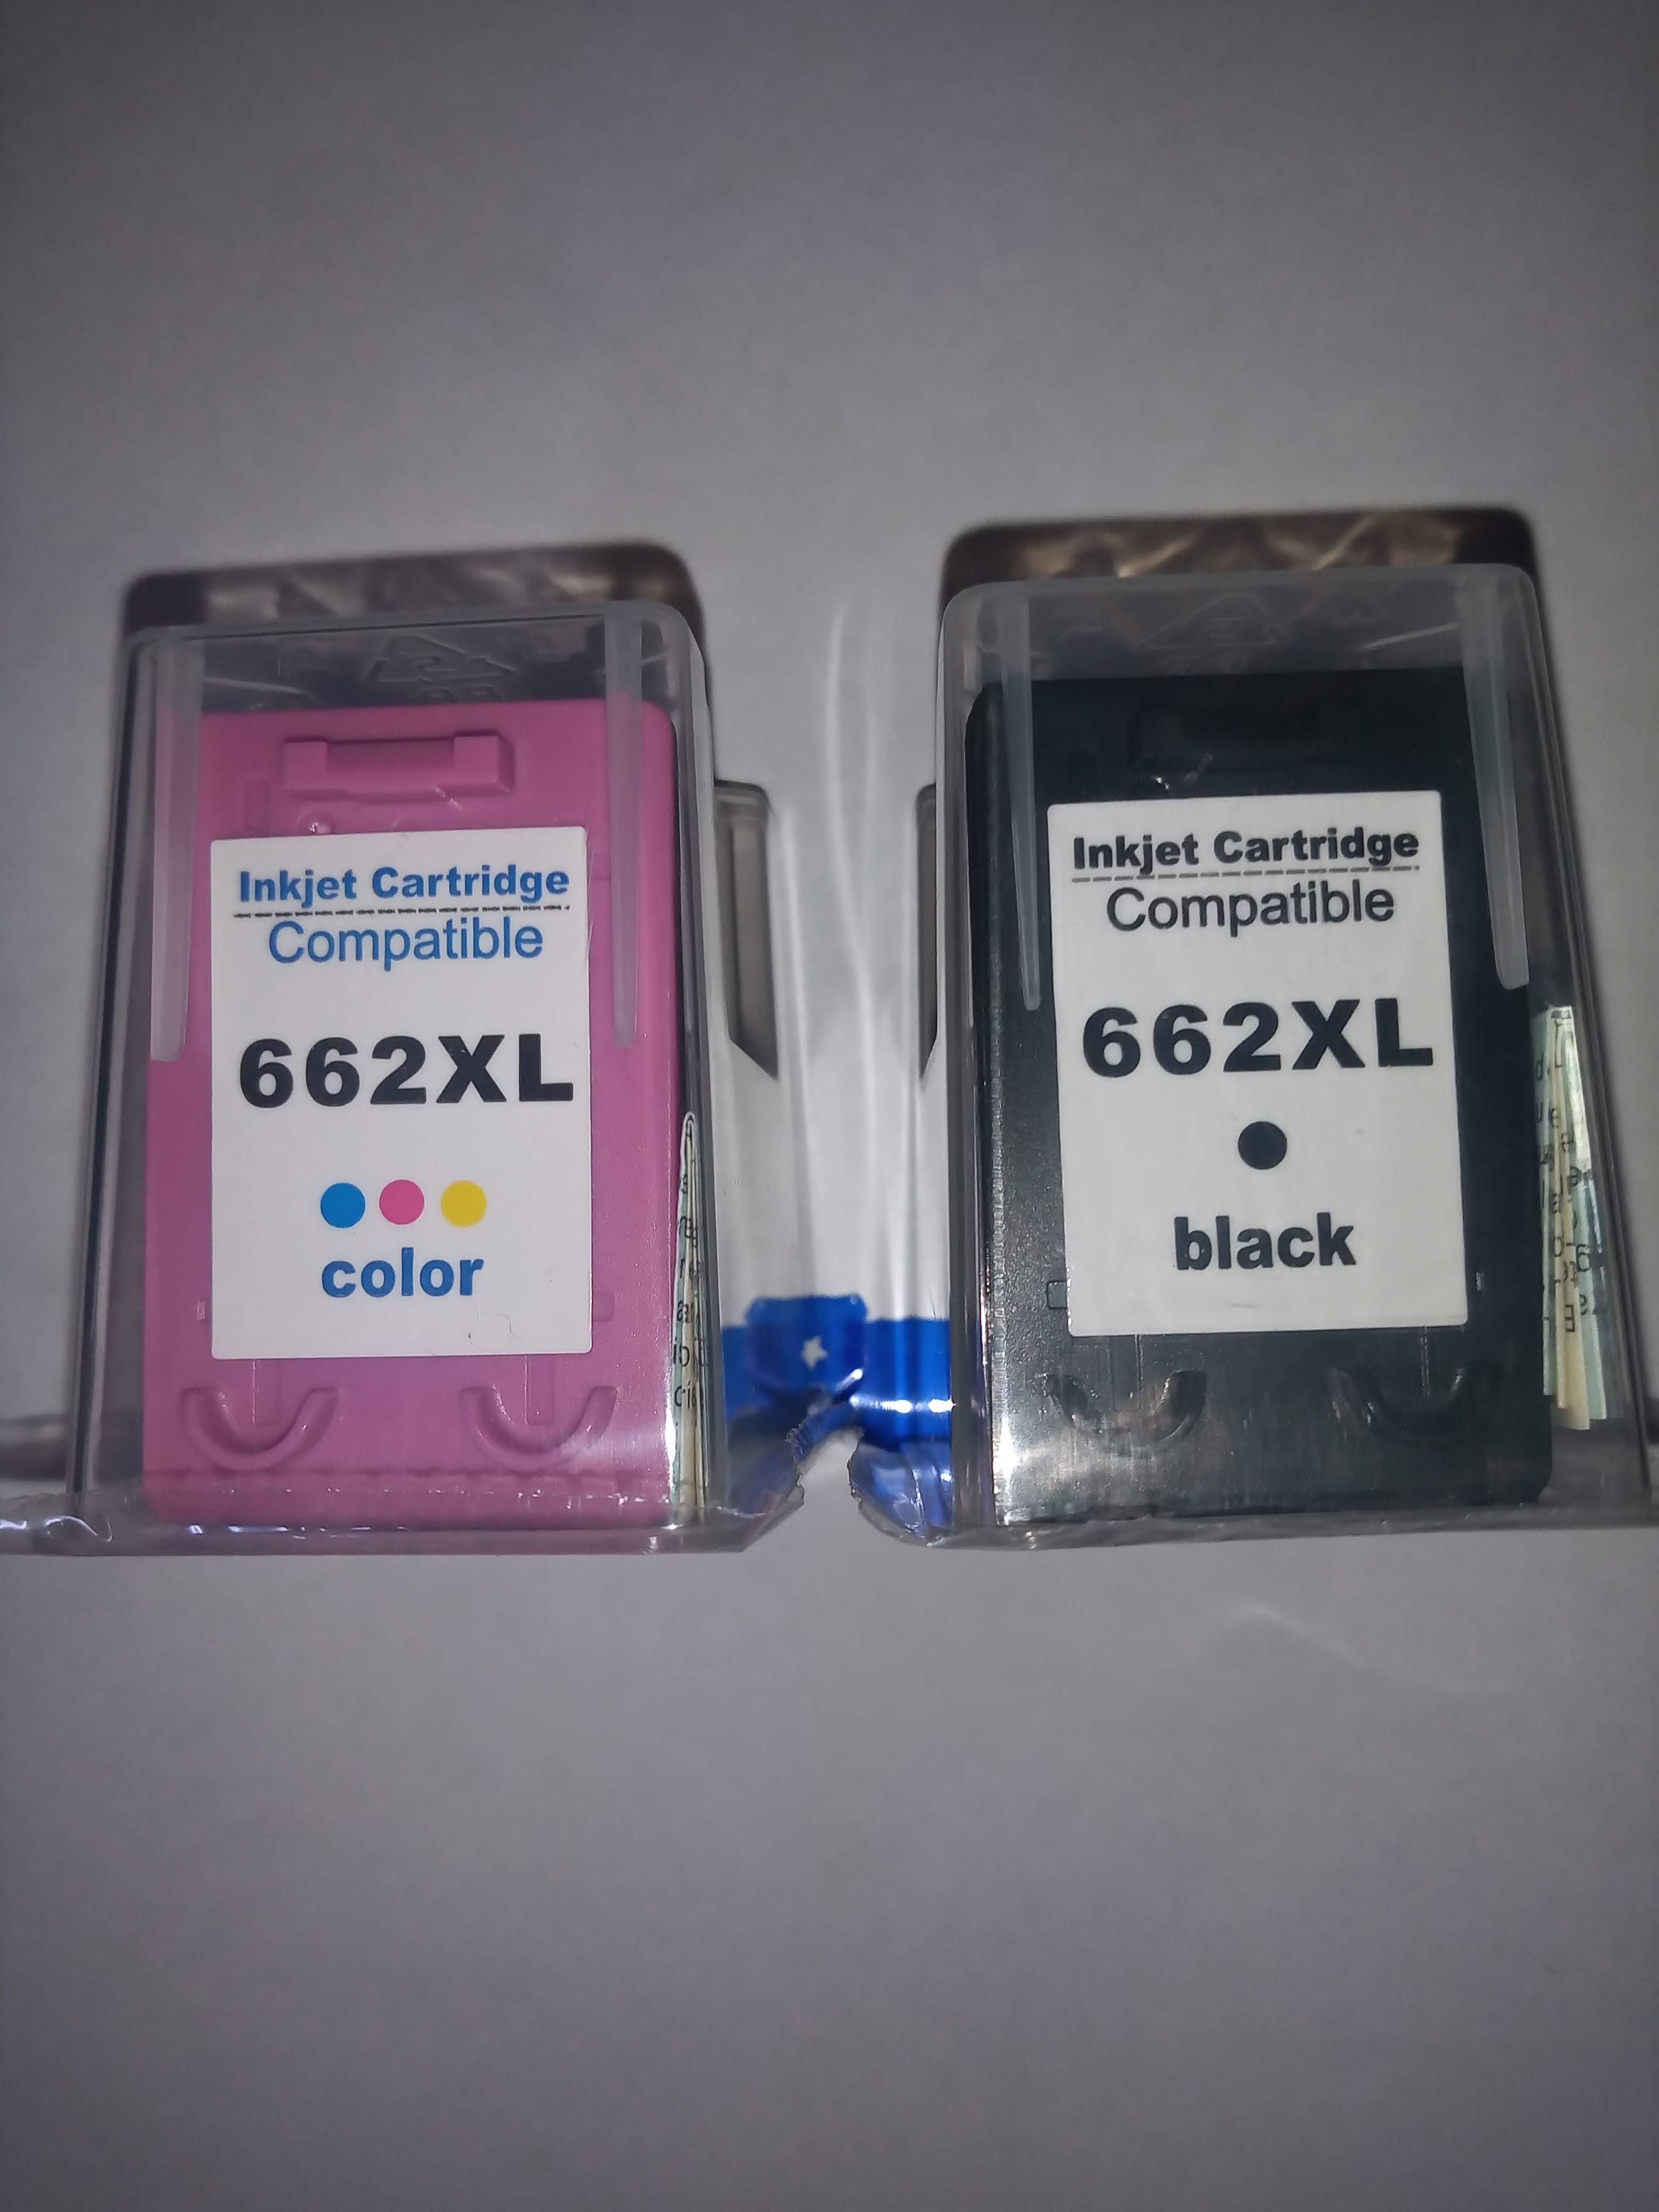 Inkjet Cartridge
Compatible
662XL
color
Inkjet Cartridge
Compatible
662XL
black